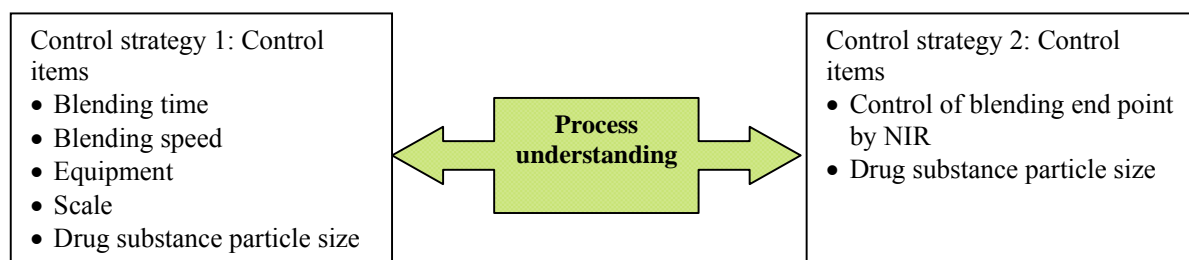 Control strategy 1: Control
items
• Blending time
• Blending speed
• Equipment
• Scale
• Drug substance particle size
Process
understanding
Control strategy 2: Control
items
• Control of blending end point
by NIR
• Drug substance particle size